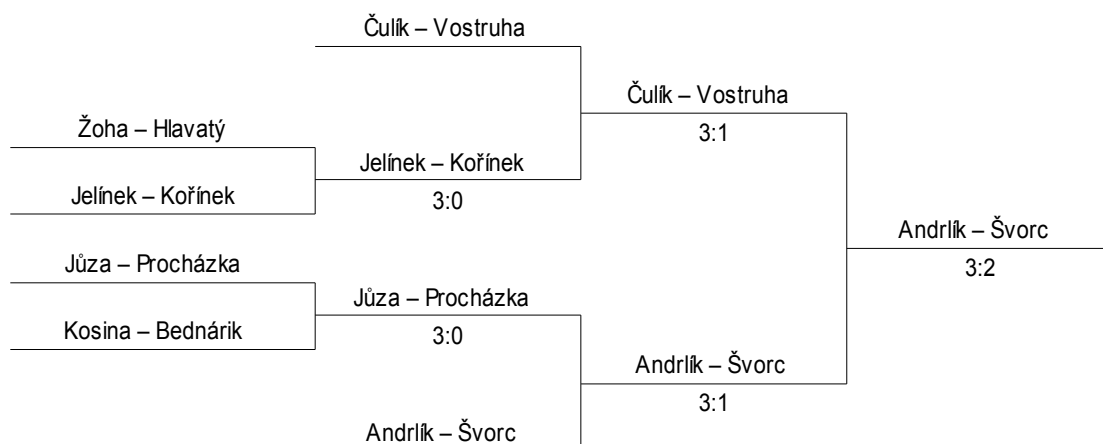 Čulík – Vostruha
Čulík – Vostruha
3:1
Žoha – Hlavatý
Jelínek – Kořínek
3:0
Jelínek – Kořínek
Andrlík – Švorc
3:2
Jůza – Procházka
Jůza – Procházka
3:0
Kosina – Bednárik
Andrlík – Švorc
3:1
Andrlík – Švorc